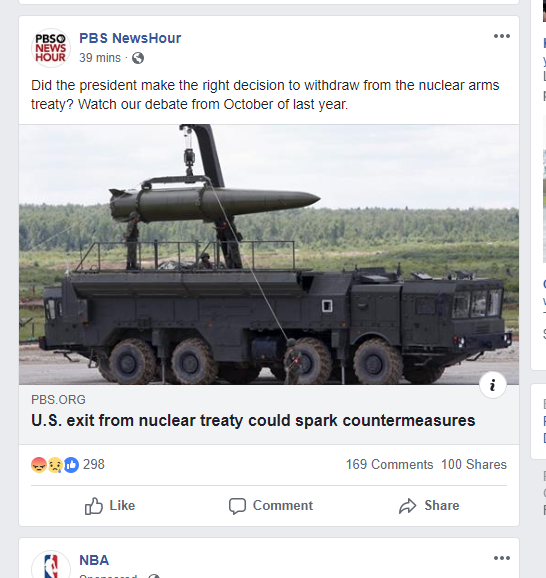 PBS
NEWS
HOUR
PBS NewsHour
39 mins ·
Did the president make the right decision to withdraw from the nuclear arms
treaty? Watch our debate from October of last year.
i
PBS.ORG
U.S. exit from nuclear treaty could spark countermeasures
298 169 Comments 100 Shares
Like Comment Share
NBA
Sponsored ·